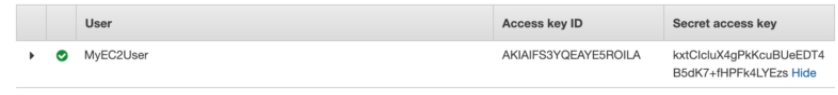 User Access key ID Secret access key
MyEC2User AKIAIFS3YQEAYE5ROILA kxtClcluX4gPkKcuBUeEDT4
B5dK7+fHPFk4LYEzs Hide